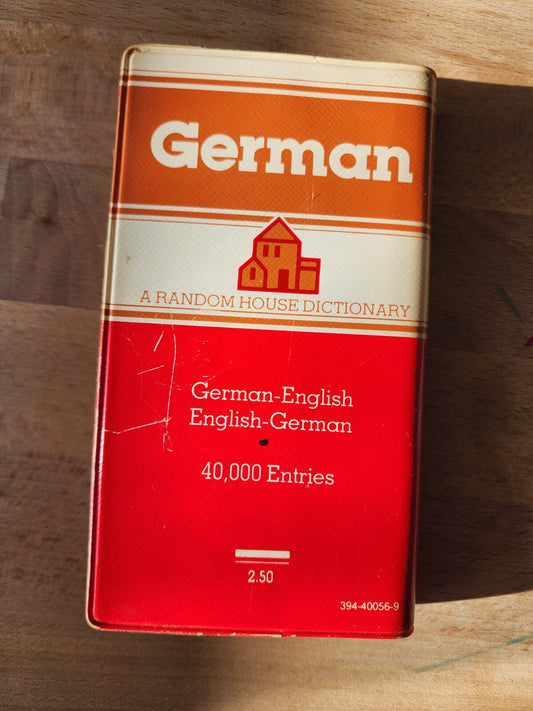 German
A RANDOM HOUSE DICTIONARY
German-English
English-German
40,000 Entries
2.50
394-40056-9